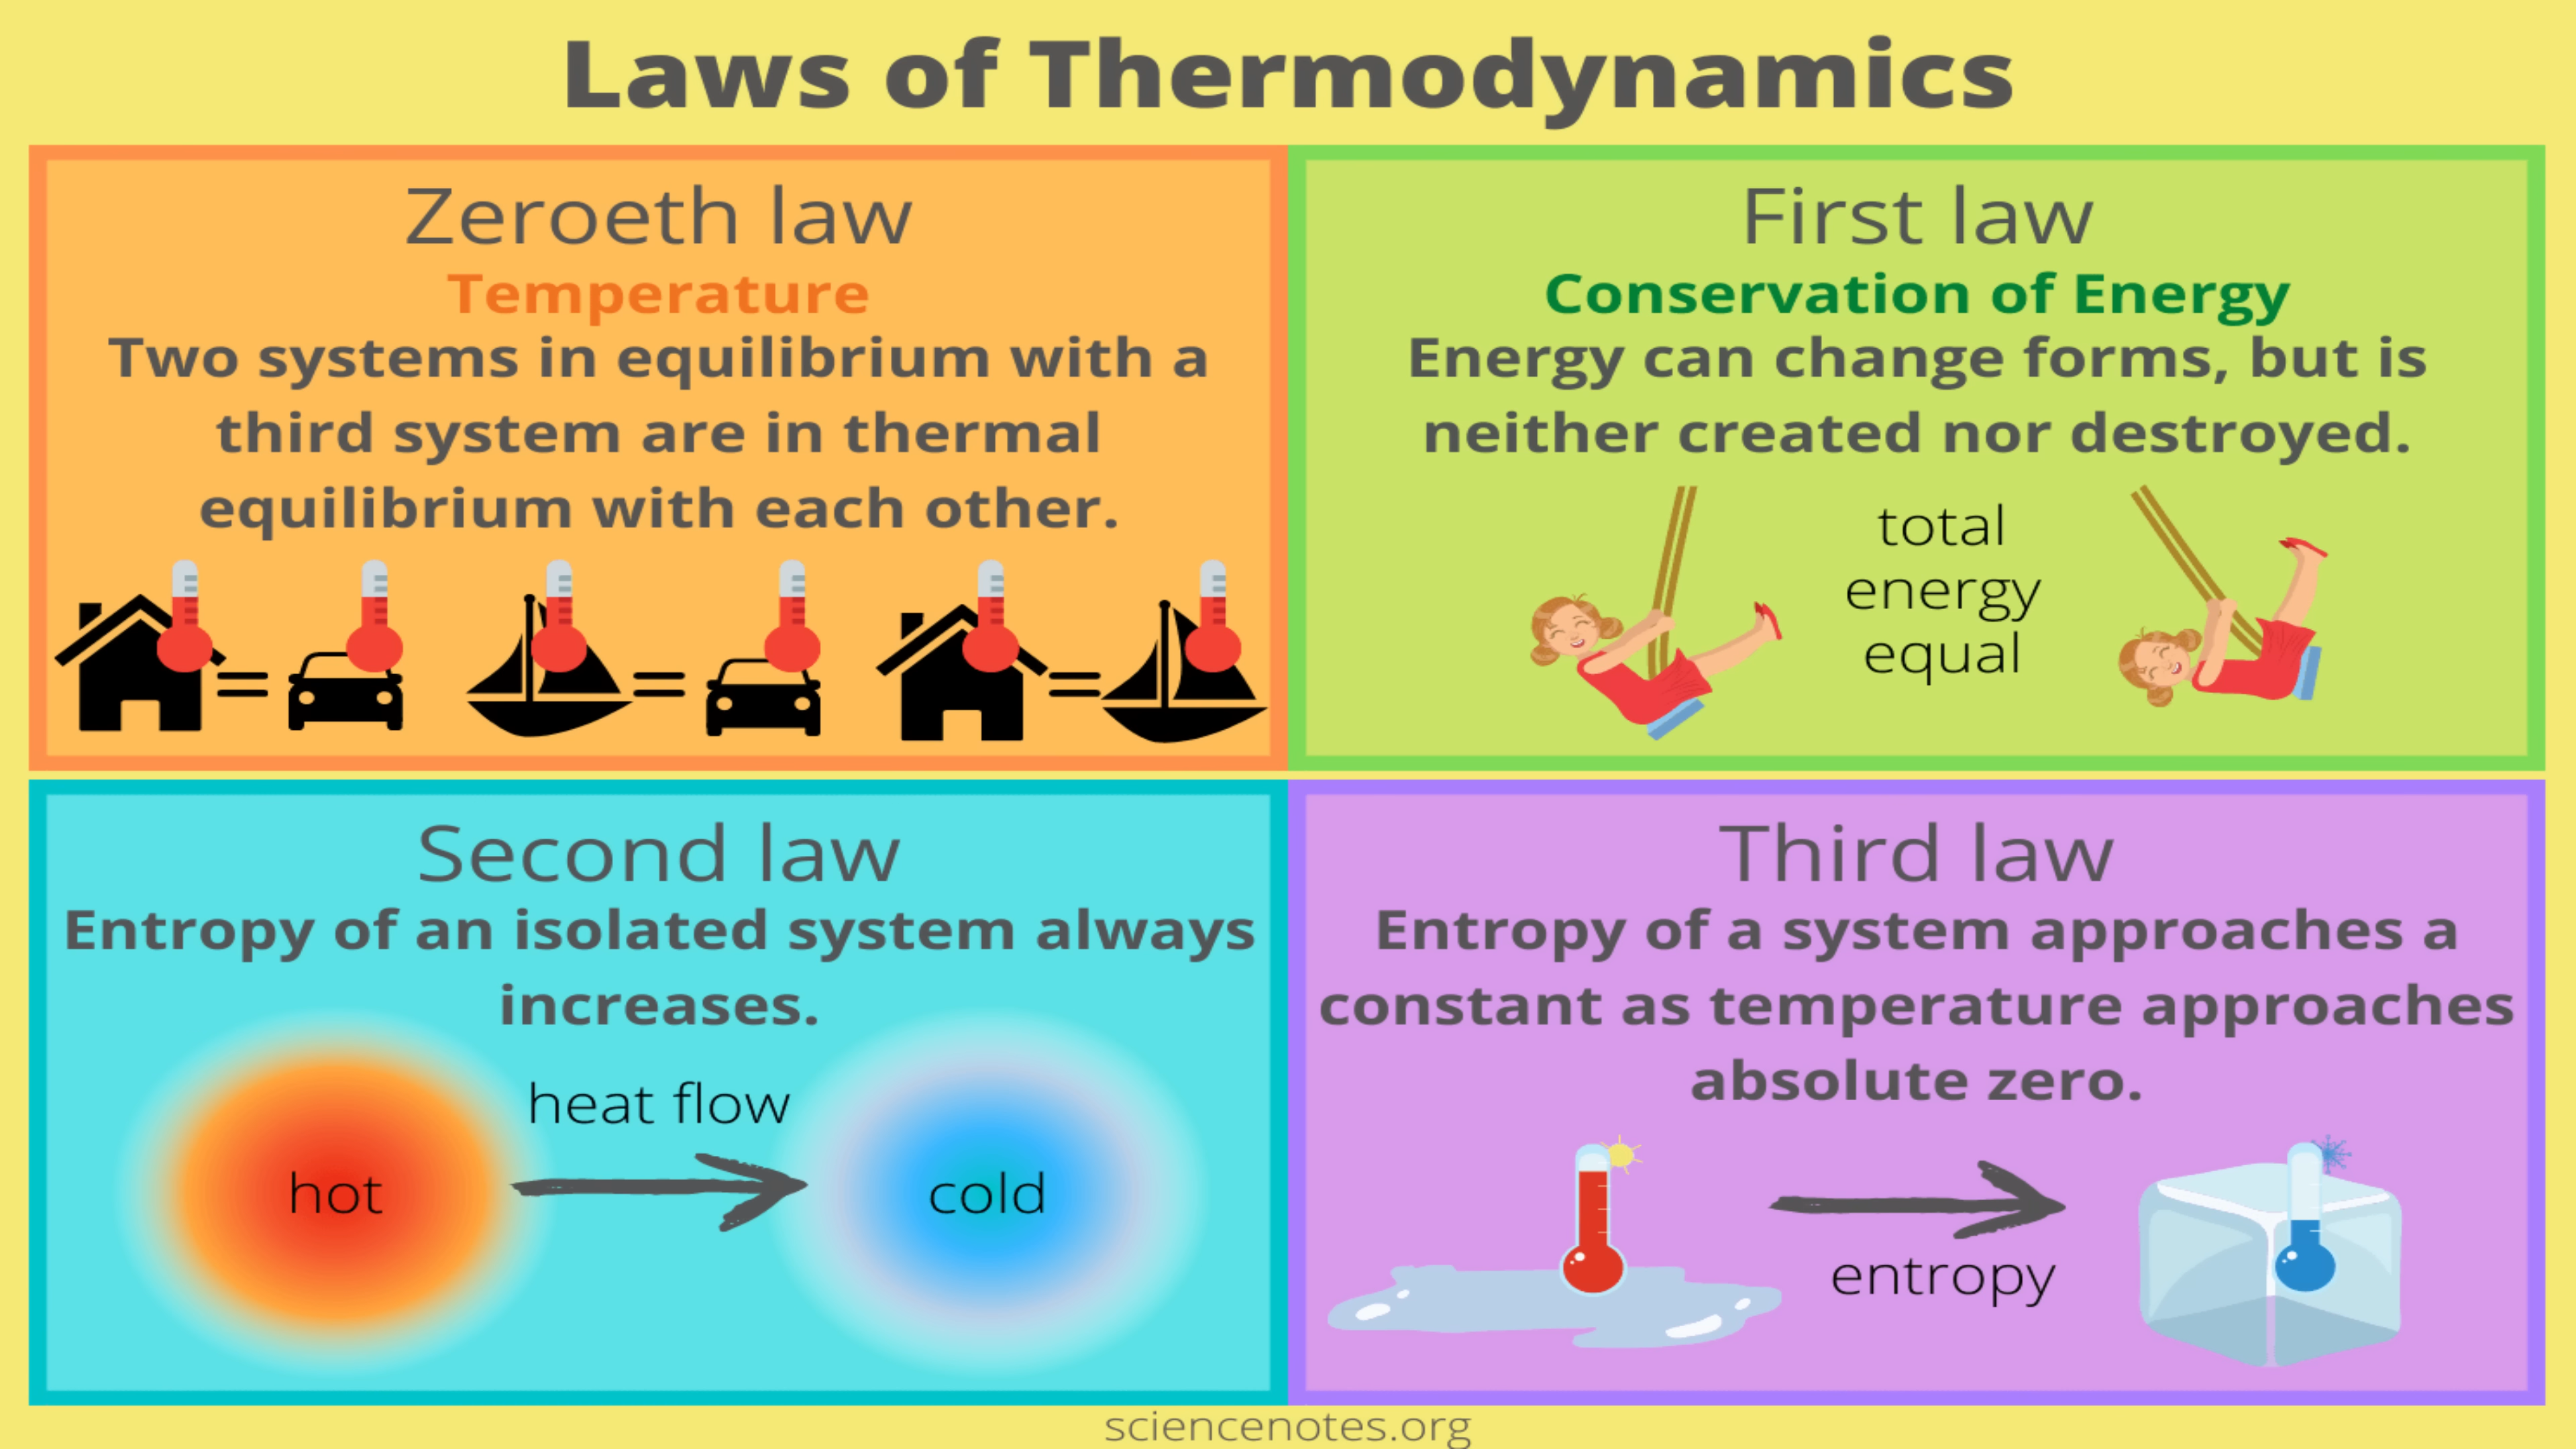 Laws of Thermodynamics
Zeroeth law
Temperature
Two systems in equilibrium with a
third system are in thermal
equilibrium with each other.
=
=
=
First law
Conservation of Energy
Energy can change forms, but is
neither created nor destroyed.
total
energy
equal
Second law
Entropy of an isolated system always
increases.
heat flow
hot
cold
Third law
Entropy of a system approaches a
constant as temperature approaches
absolute zero.
entropy
sciencenotes.org